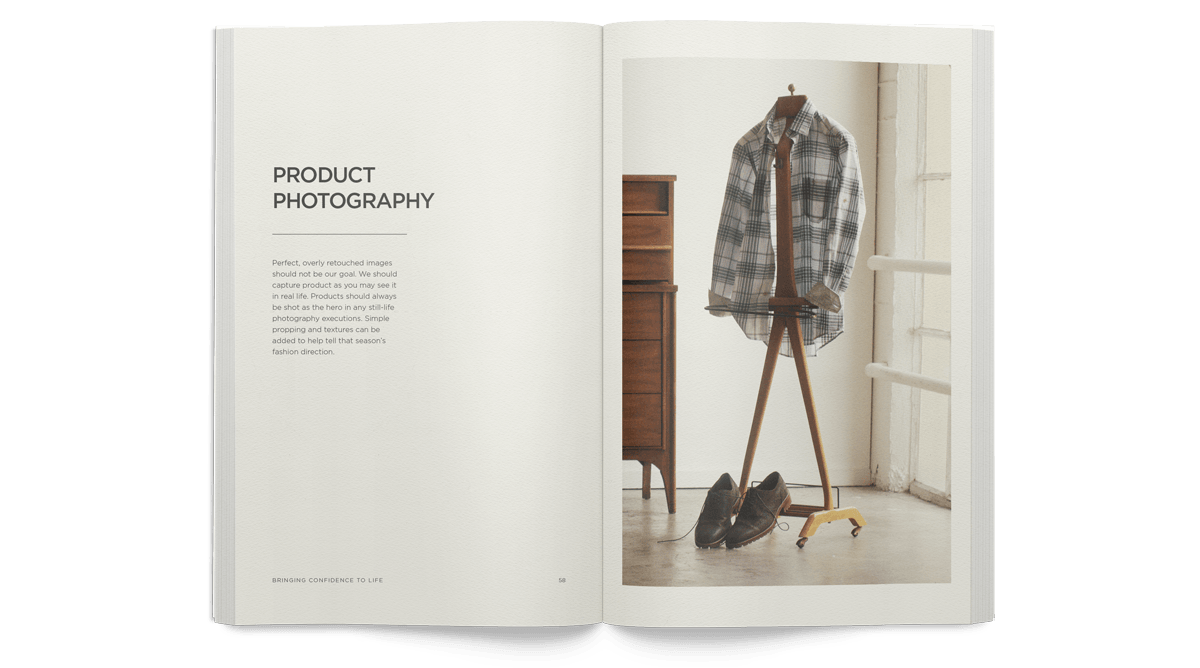 PRODUCT
PHOTOGRAPHY
Perfect, overly retouched images
should not be our goal. We should
capture product as you may see it
in real life. Products should always
be shot as the hero in any still-life
photography executions. Simple
propping and textures can be
added to help tell that season's
fashion direction.
BRINGING CONFIDENCE TO LIFE
58